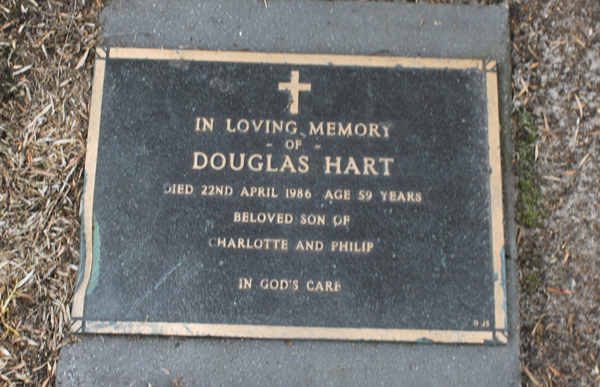 IN LOVING MEMORY
- OF -
DOUGLAS HART
DIED 22ND APRIL 1986 AGE 59 YEARS
BELOVED SON OF
CHARLOTTE AND PHILIP
IN GOD'S CARE